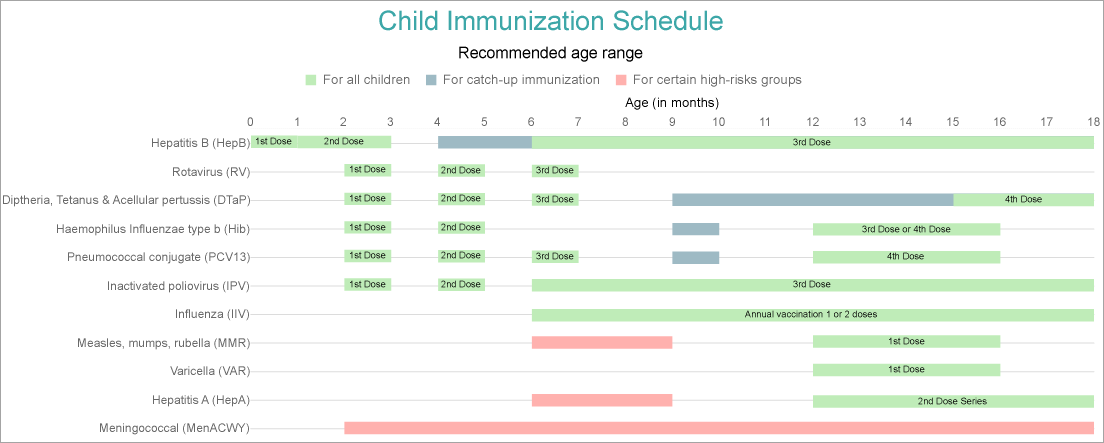 Child Immunization Schedule
Recommended age range
For all children For catch-up immunization For certain high-risks groups
Age (in months)
0 1 2 3 4 5 6 7 8 9 10 11 12 13 14 15 16 17 18
Hepatitis B (HepB) 1st Dose 2nd Dose 3rd Dose
Rotavirus (RV) 1st Dose 2nd Dose 3rd Dose
Diptheria, Tetanus & Acellular pertussis (DTaP) 1st Dose 2nd Dose 3rd Dose 4th Dose
Haemophilus Influenzae type b (Hib) 1st Dose 2nd Dose 3rd Dose or 4th Dose
Pneumococcal conjugate (PCV13) 1st Dose 2nd Dose 3rd Dose 4th Dose
Inactivated poliovirus (IPV) 1st Dose 2nd Dose 3rd Dose
Influenza (IIV) Annual vaccination 1 or 2 doses
Measles, mumps, rubella (MMR) 1st Dose
Varicella (VAR) 1st Dose
Hepatitis A (HepA) 2nd Dose Series
Meningococcal (MenACWY)